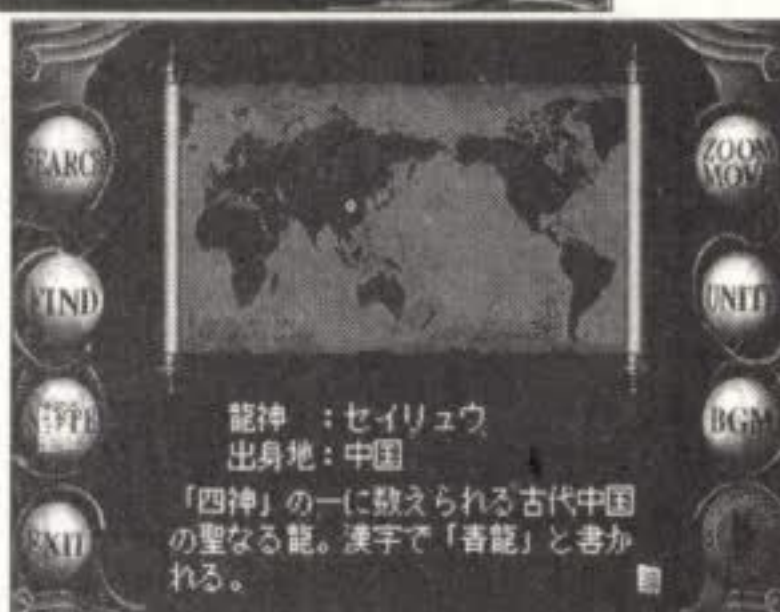 SEARCH
FIND
EXIT
ZOOM
MOV
UNIT
BGM
龍神 :セイリュウ
出身地:中国
「四神」の一に数えられる古代中国
の聖なる龍。漢字で「青龍」と書か
れる。